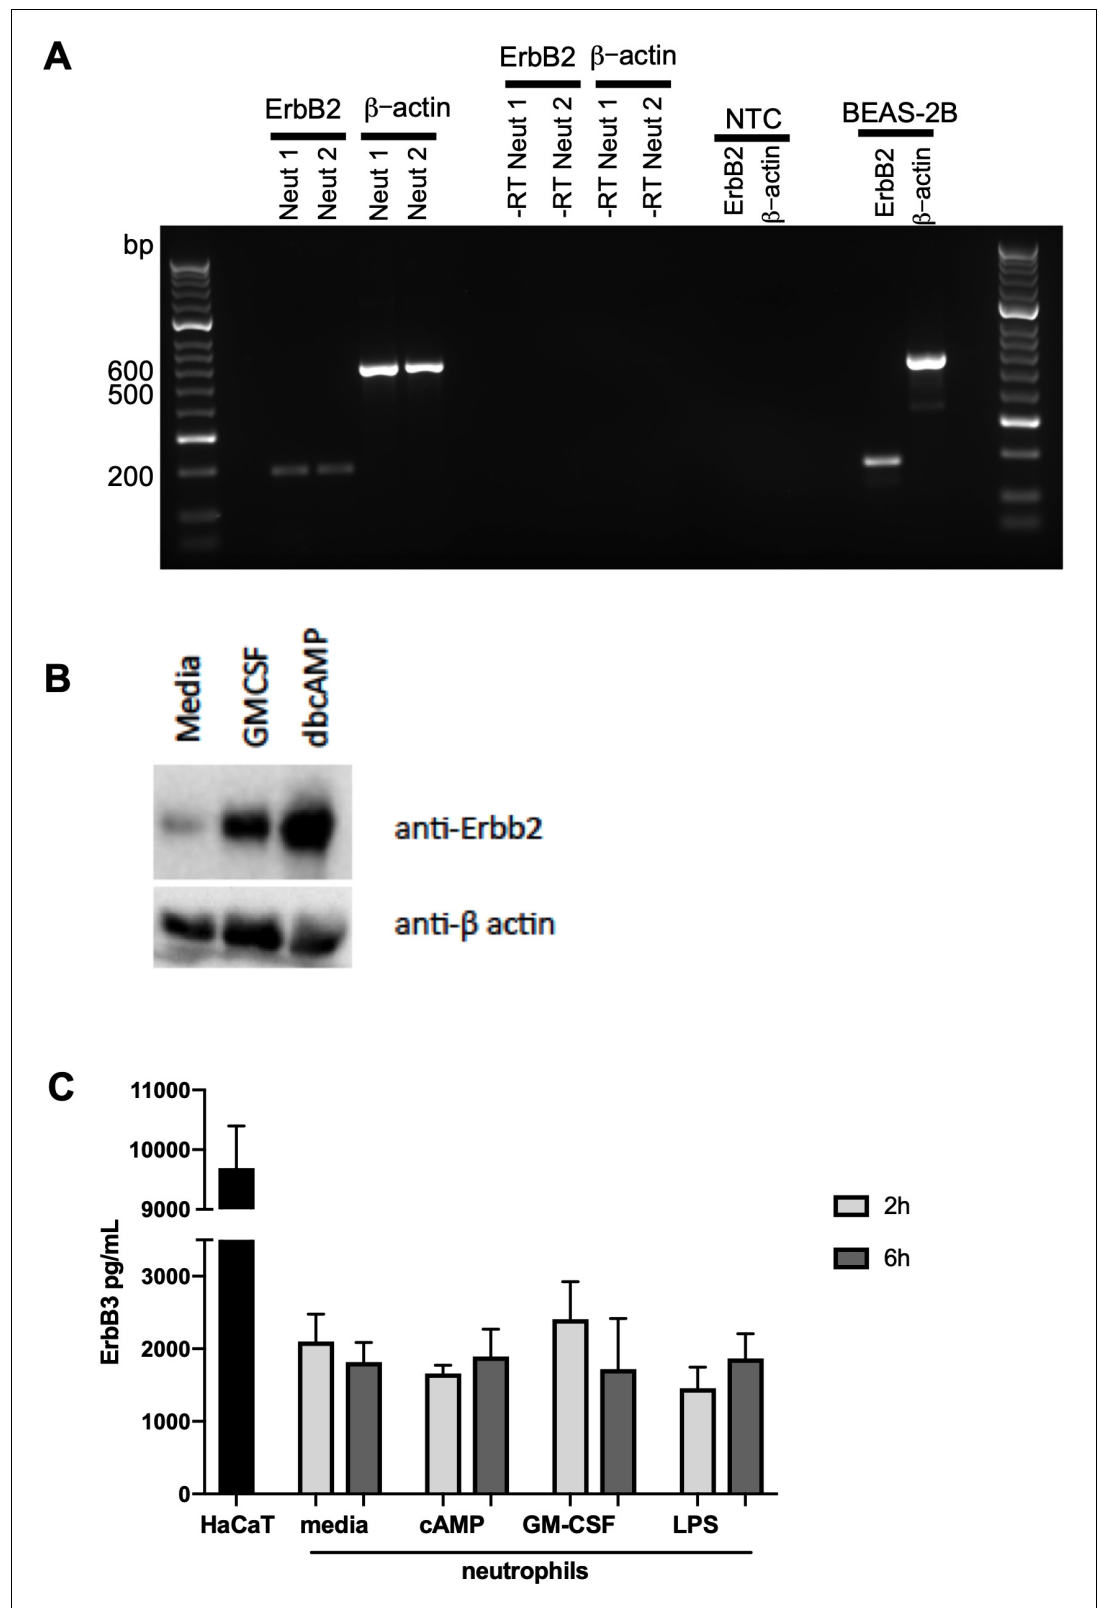 A
ErbB2 β−actin
ErbB2 β−actin NTC BEAS-2B
Neut 1 Neut 2 Neut 1 Neut 2 -RT Neut 1 -RT Neut 2 -RT Neut 1 -RT Neut 2 ErbB2 β−actin ErbB2 β−actin
bp
600
500
200
B
Media GMCSF dbcAMP
anti-Erbb2
anti-β actin
C
11000
10000
9000
3000
2000
1000
0
ErbB3 pg/mL
2h
6h
HaCaT media cAMP GM-CSF LPS
neutrophils